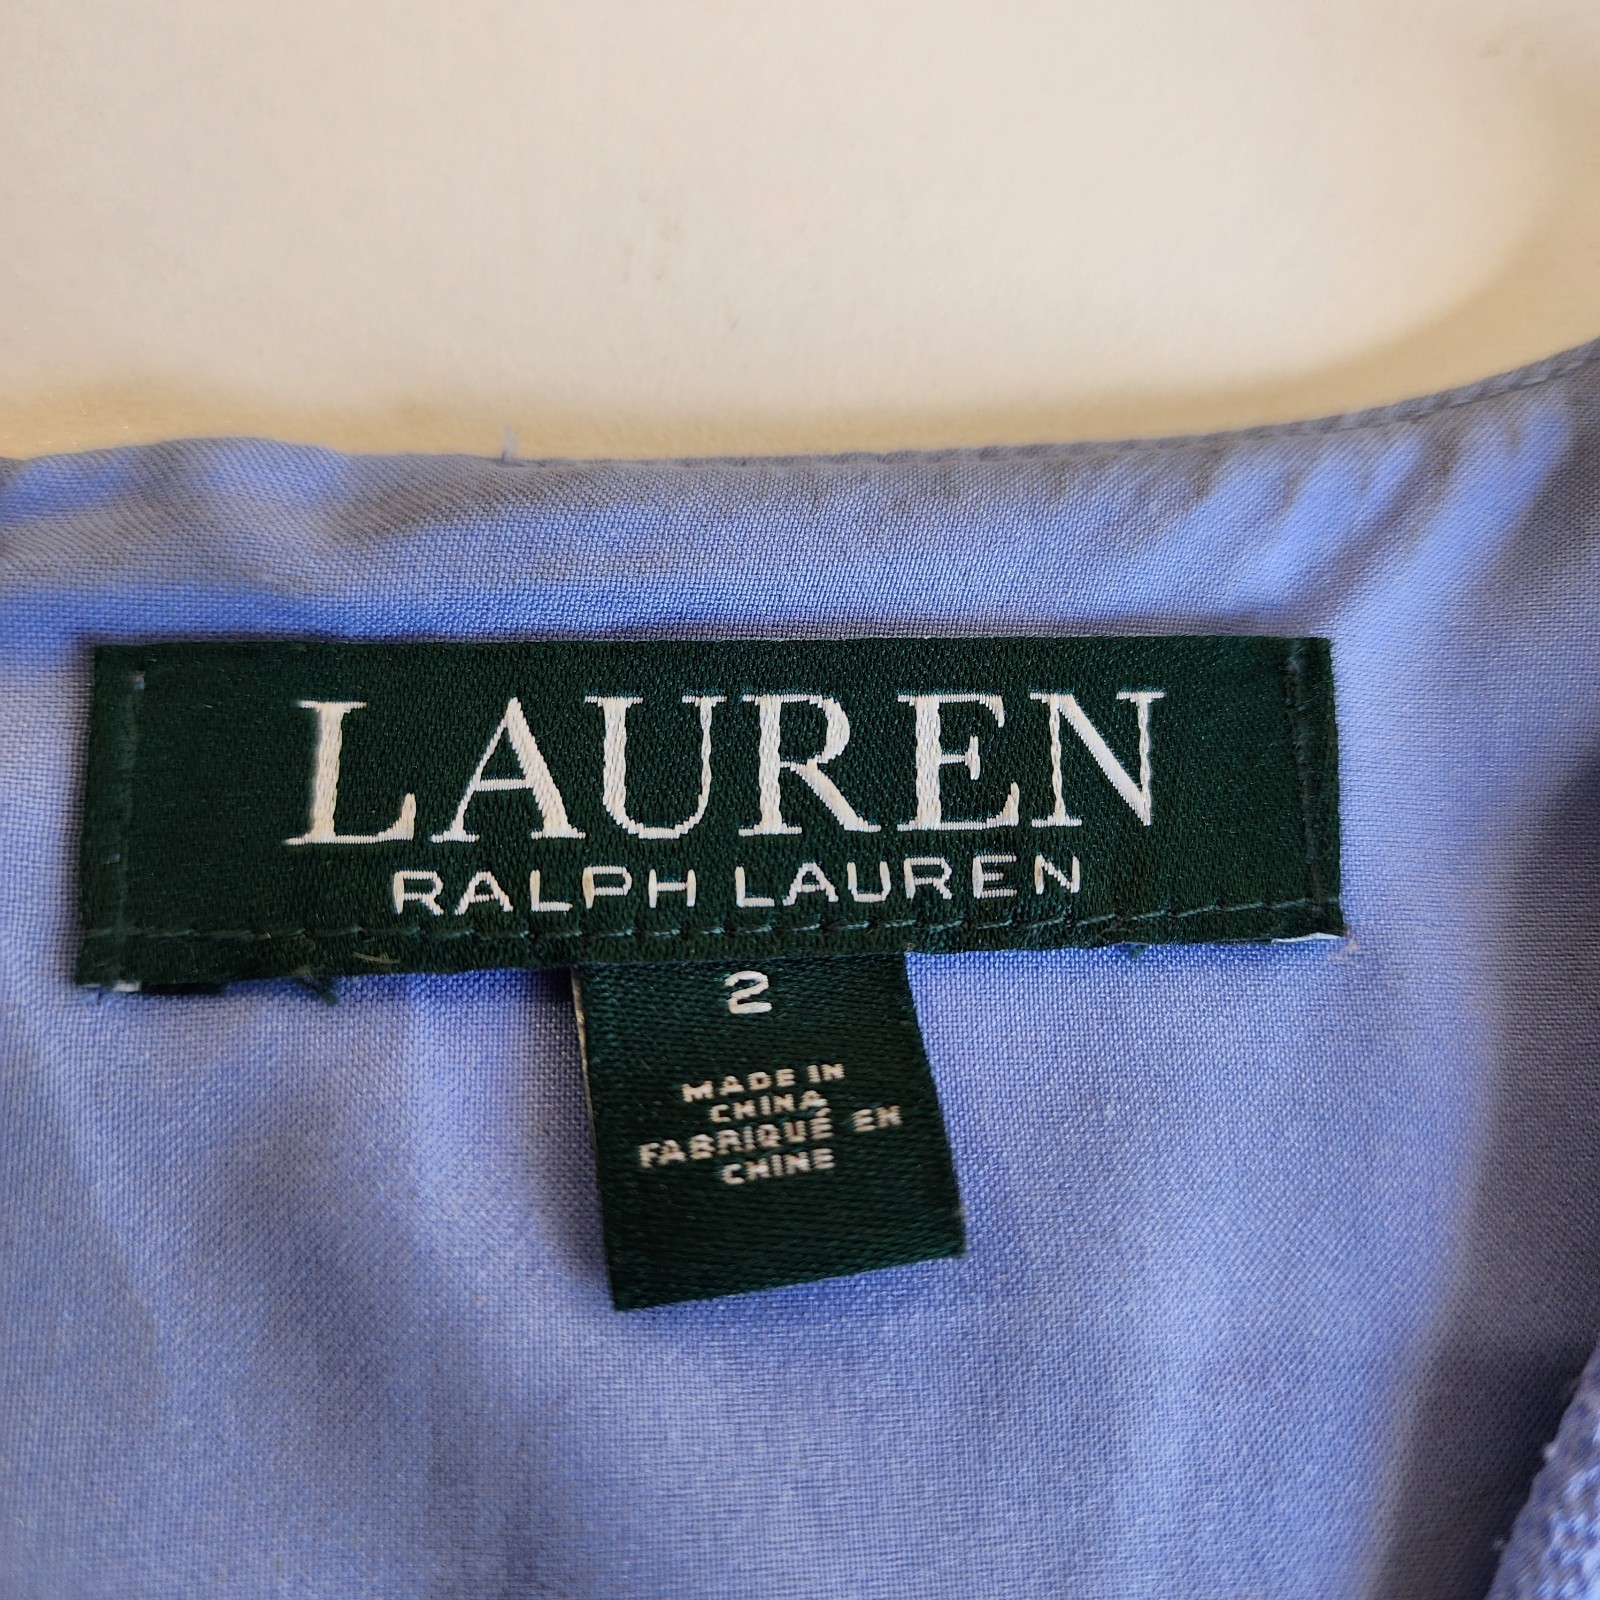 LAUREN
RALPH LAUREN
2
MADE IN
CHINA
FABRIQUÉ EN
CHINE